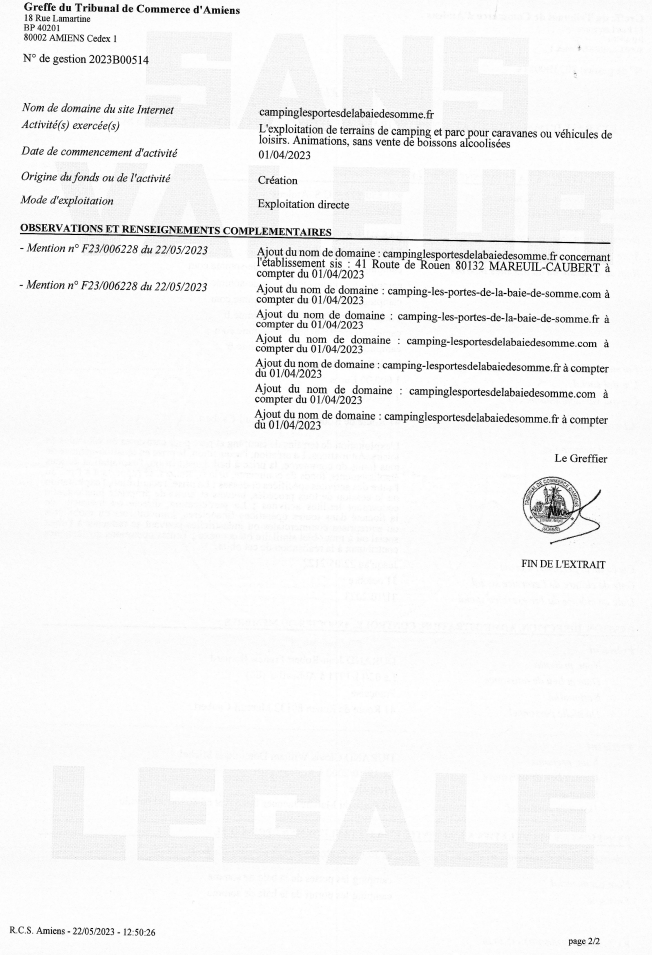 Greffe du Tribunal de Commerce d'Amiens
18 Rue Lamartine
BP 40201
80002 AMIENS Cedex 1
N° de gestion 2023B00514
Nom de domaine du site Internet campinglesportesdelabaiedesomme.fr
Activité(s) exercée(s) L'exploitation de terrains de camping et parc pour caravanes ou véhicules de
loisirs. Animations, sans vente de boissons alcoolisées
Date de commencement d'activité 01/04/2023
Origine du fonds ou de l'activité Création
Mode d'exploitation Exploitation directe
OBSERVATIONS ET RENSEIGNEMENTS COMPLEMENTAIRES
- Mention n° F23/006228 du 22/05/2023 Ajout du nom de domaine : campinglesportesdelabaiedesomme.fr concernant
l'établissement sis : 41 Route de Rouen 80132 MAREUIL-CAUBERT à
compter du 01/04/2023
- Mention n° F23/006228 du 22/05/2023 Ajout du nom de domaine : camping-les-portes-de-la-baie-de-somme.com à
compter du 01/04/2023
Ajout du nom de domaine : camping-les-portes-de-la-baie-de-somme.fr à
compter du 01/04/2023
Ajout du nom de domaine : camping-lesportesdelabaiedesomme.com à
compter du 01/04/2023
Ajout du nom de domaine : camping-lesportesdelabaiedesomme.fr à compter
du 01/04/2023
Ajout du nom de domaine : campinglesportesdelabaiedesomme.com à
compter du 01/04/2023
Ajout du nom de domaine : campinglesportesdelabaiedesomme.fr à compter
du 01/04/2023
Le Greffier
FIN DE L'EXTRAIT
SANS
VALEUR
LEGALE
R.C.S. Amiens - 22/05/2023 - 12:50:26
page 2/2